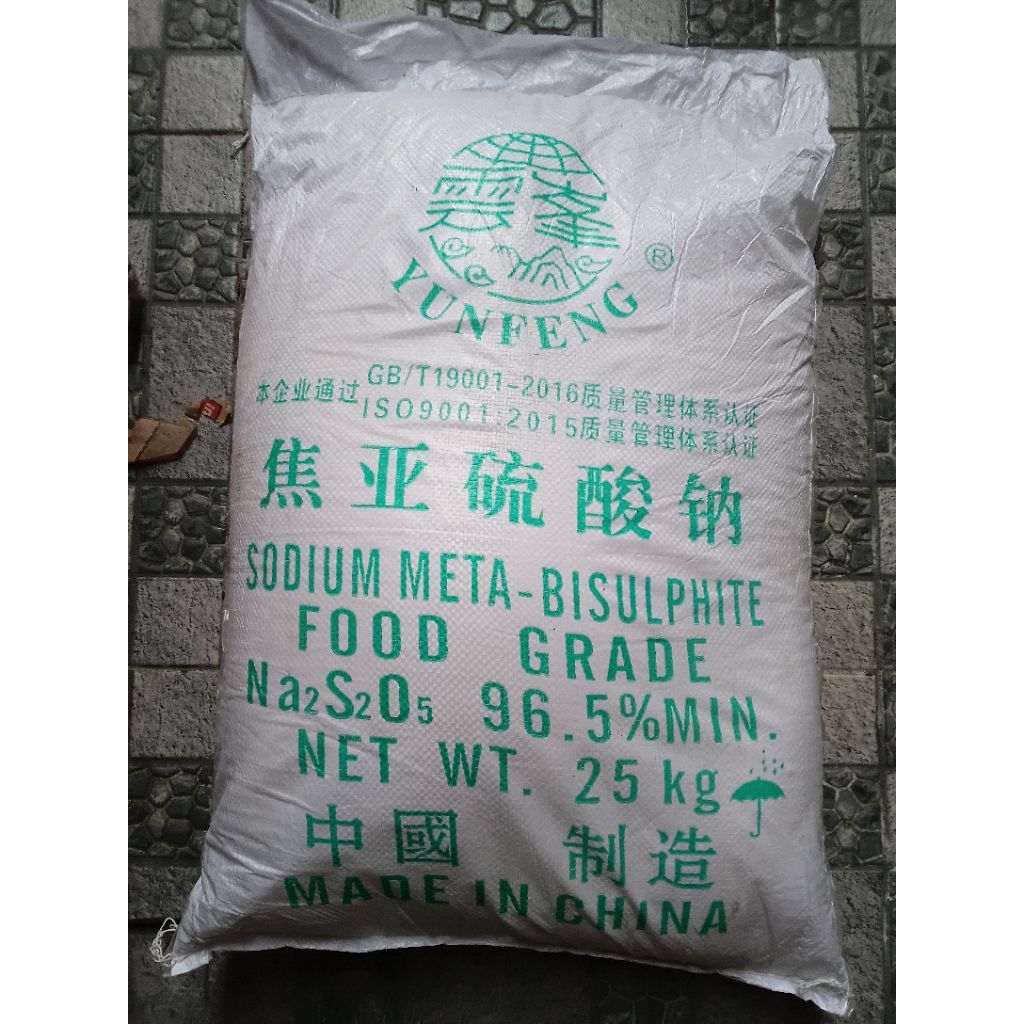 雲峯
®
YUNFENG
本企业通过
GB/T19001-2016质量管理体系认证
ISO9001:2015质量管理体系认证
焦亚硫酸钠
SODIUM META-BISULPHITE
FOOD GRADE
Na2S2O5 96.5%MIN.
NET WT. 25kg
中國 制造
MADE IN CHINA